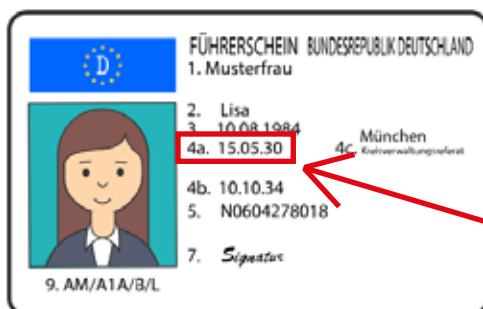 D
FÜHRERSCHEIN BUNDESREPUBLIK DEUTSCHLAND
1. Musterfrau
2. Lisa
3. 10.08.1984
4a. 15.05.30
4c. München
Kreisverwaltungsreferat
4b. 10.10.34
5. N0604278018
7. Signatur
9. AM/A1A/B/L